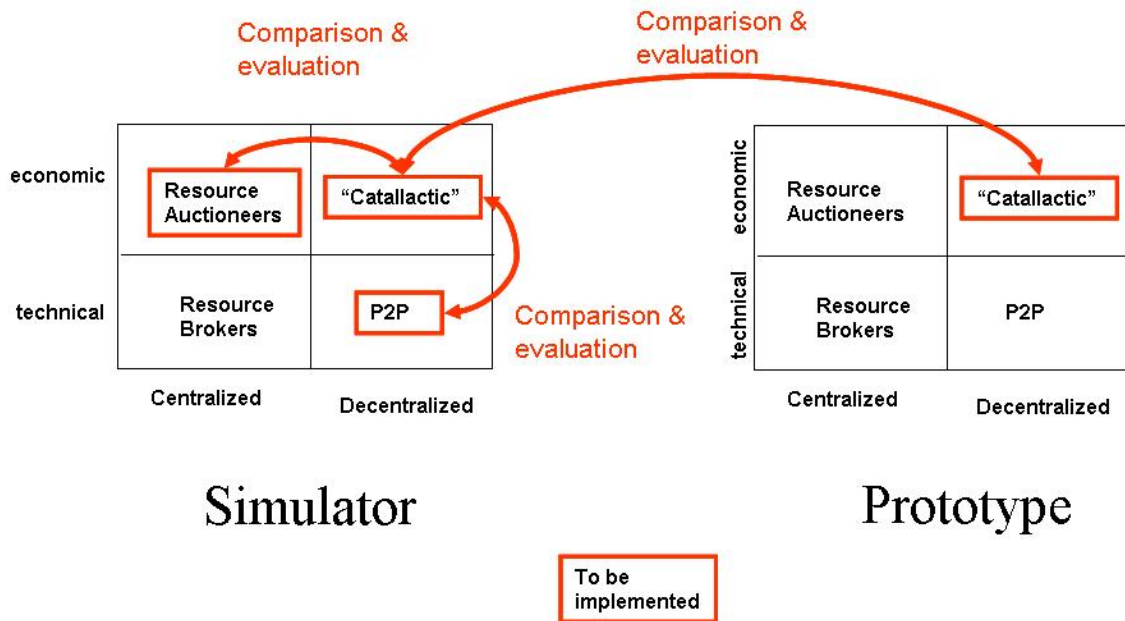 Comparison &
evaluation
Comparison &
evaluation
economic
Resource
Auctioneers
“Catallactic”
technical
Resource
Brokers
P2P
Comparison &
evaluation
Centralized
Decentralized
economic
Resource
Auctioneers
“Catallactic”
technical
Resource
Brokers
P2P
Centralized
Decentralized
Simulator
Prototype
To be
implemented